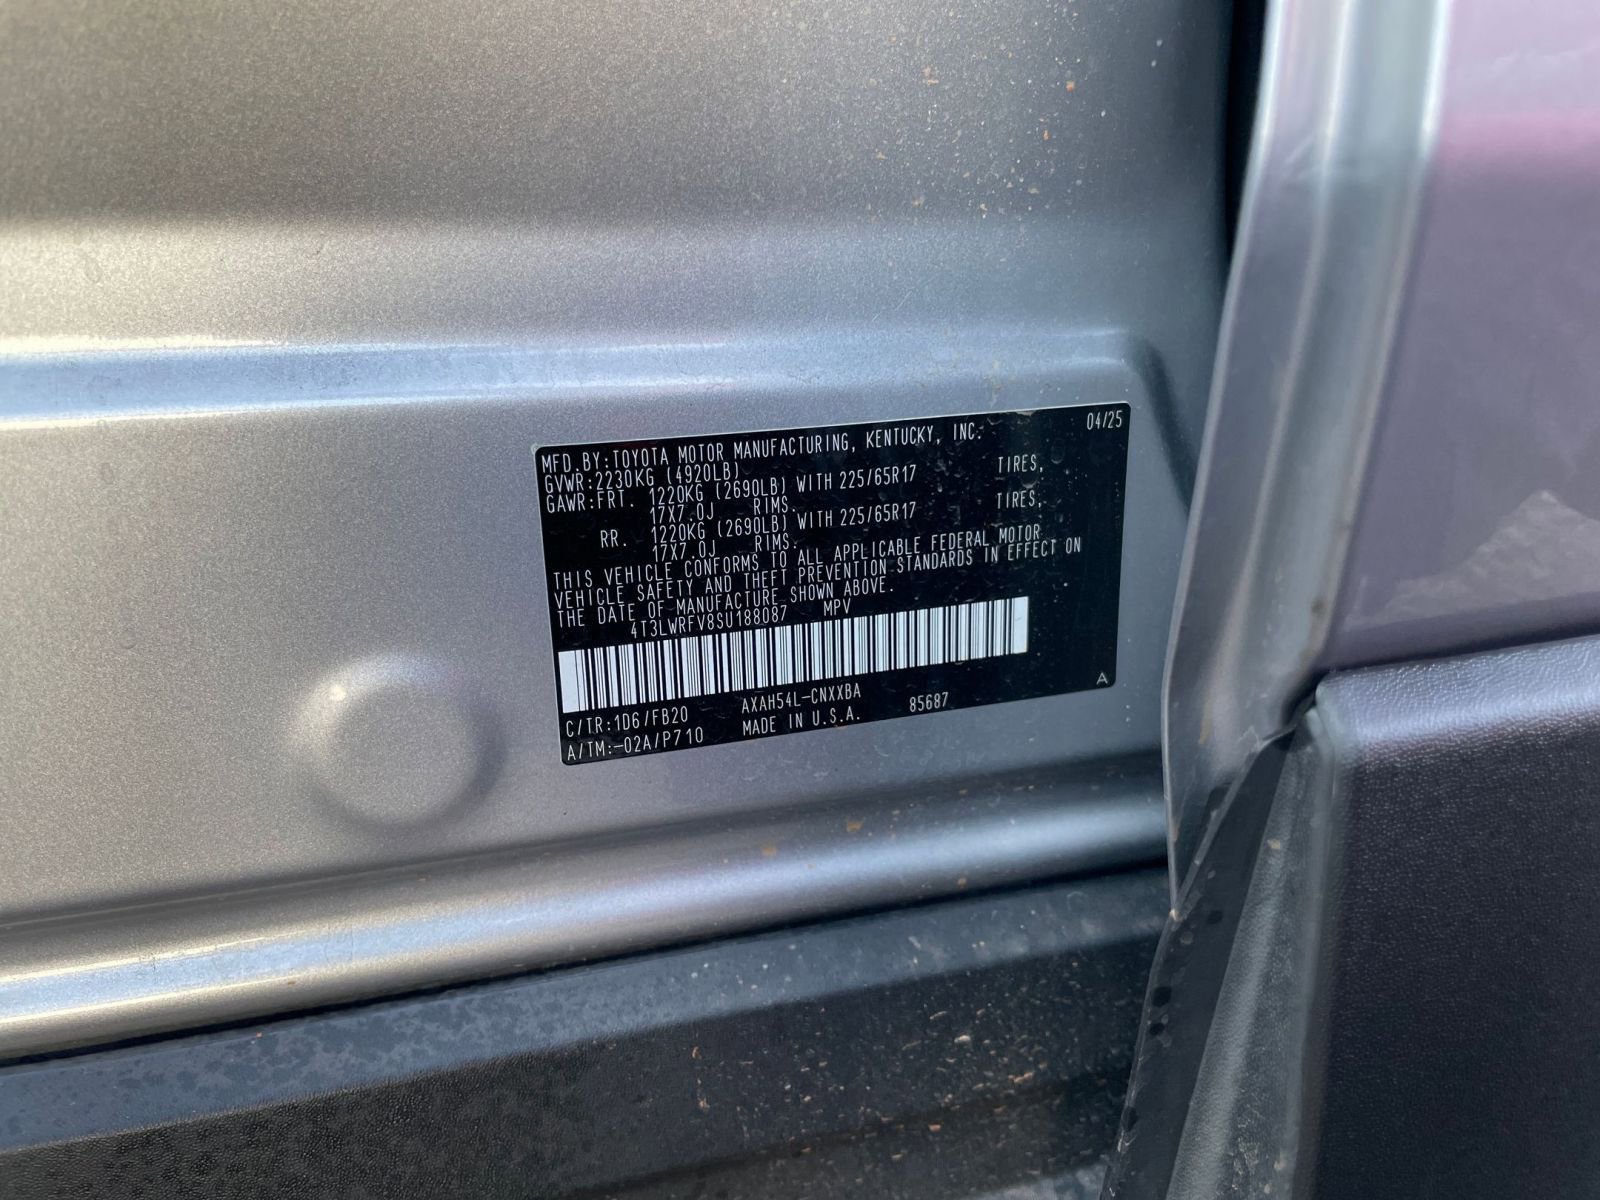 MFD.BY:TOYOTA MOTOR MANUFACTURING, KENTUCKY, INC. 04/25
GVWR:2230KG (4920LB)
GAWR:FRT. 1220KG (2690LB) WITH 225/65R17 TIRES,
17X7.0J RIMS.
RR. 1220KG (2690LB) WITH 225/65R17 TIRES,
17X7.0J RIMS.
THIS VEHICLE CONFORMS TO ALL APPLICABLE FEDERAL MOTOR
VEHICLE SAFETY AND THEFT PREVENTION STANDARDS IN EFFECT ON
THE DATE OF MANUFACTURE SHOWN ABOVE.
4T3LWRFV8SU188087 MPV
C/TR:1D6/FB20 AXAH54L-CNXXBA 85687 A
A/TM:-02A/P710 MADE IN U.S.A.